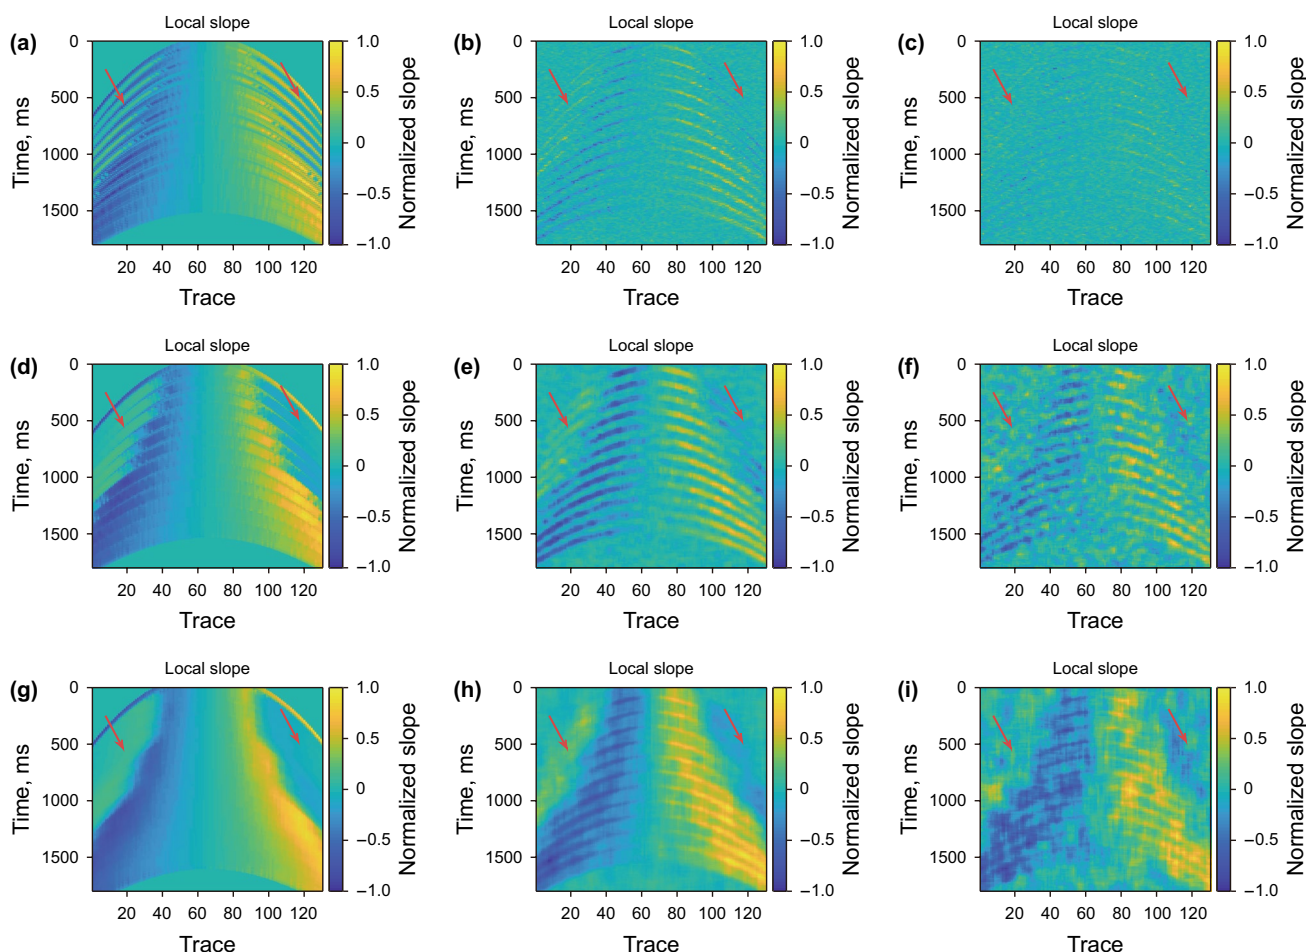 Local slope Local slope Local slope
(a) 0 1.0 (b) 0 1.0 (c) 0 1.0
500 0.5 500 0.5 500 0.5
Time, ms 1000 0 Normalized slope Time, ms 1000 0 Normalized slope Time, ms 1000 0 Normalized slope
1500 −0.5 1500 −0.5 1500 −0.5
−1.0 −1.0 −1.0
20 40 60 80 100 120 20 40 60 80 100 120 20 40 60 80 100 120
Trace Trace Trace
Local slope Local slope Local slope
(d) 0 1.0 (e) 0 1.0 (f) 0 1.0
500 0.5 500 0.5 500 0.5
Time, ms 1000 0 Normalized slope Time, ms 1000 0 Normalized slope Time, ms 1000 0 Normalized slope
1500 −0.5 1500 −0.5 1500 −0.5
−1.0 −1.0 −1.0
20 40 60 80 100 120 20 40 60 80 100 120 20 40 60 80 100 120
Trace Trace Trace
Local slope Local slope Local slope
(g) 0 1.0 (h) 0 1.0 (i) 0 1.0
500 0.5 500 0.5 500 0.5
Time, ms 1000 0 Normalized slope Time, ms 1000 0 Normalized slope Time, ms 1000 0 Normalized slope
1500 −0.5 1500 −0.5 1500 −0.5
−1.0 −1.0 −1.0
20 40 60 80 100 120 20 40 60 80 100 120 20 40 60 80 100 120
Trace Trace Trace